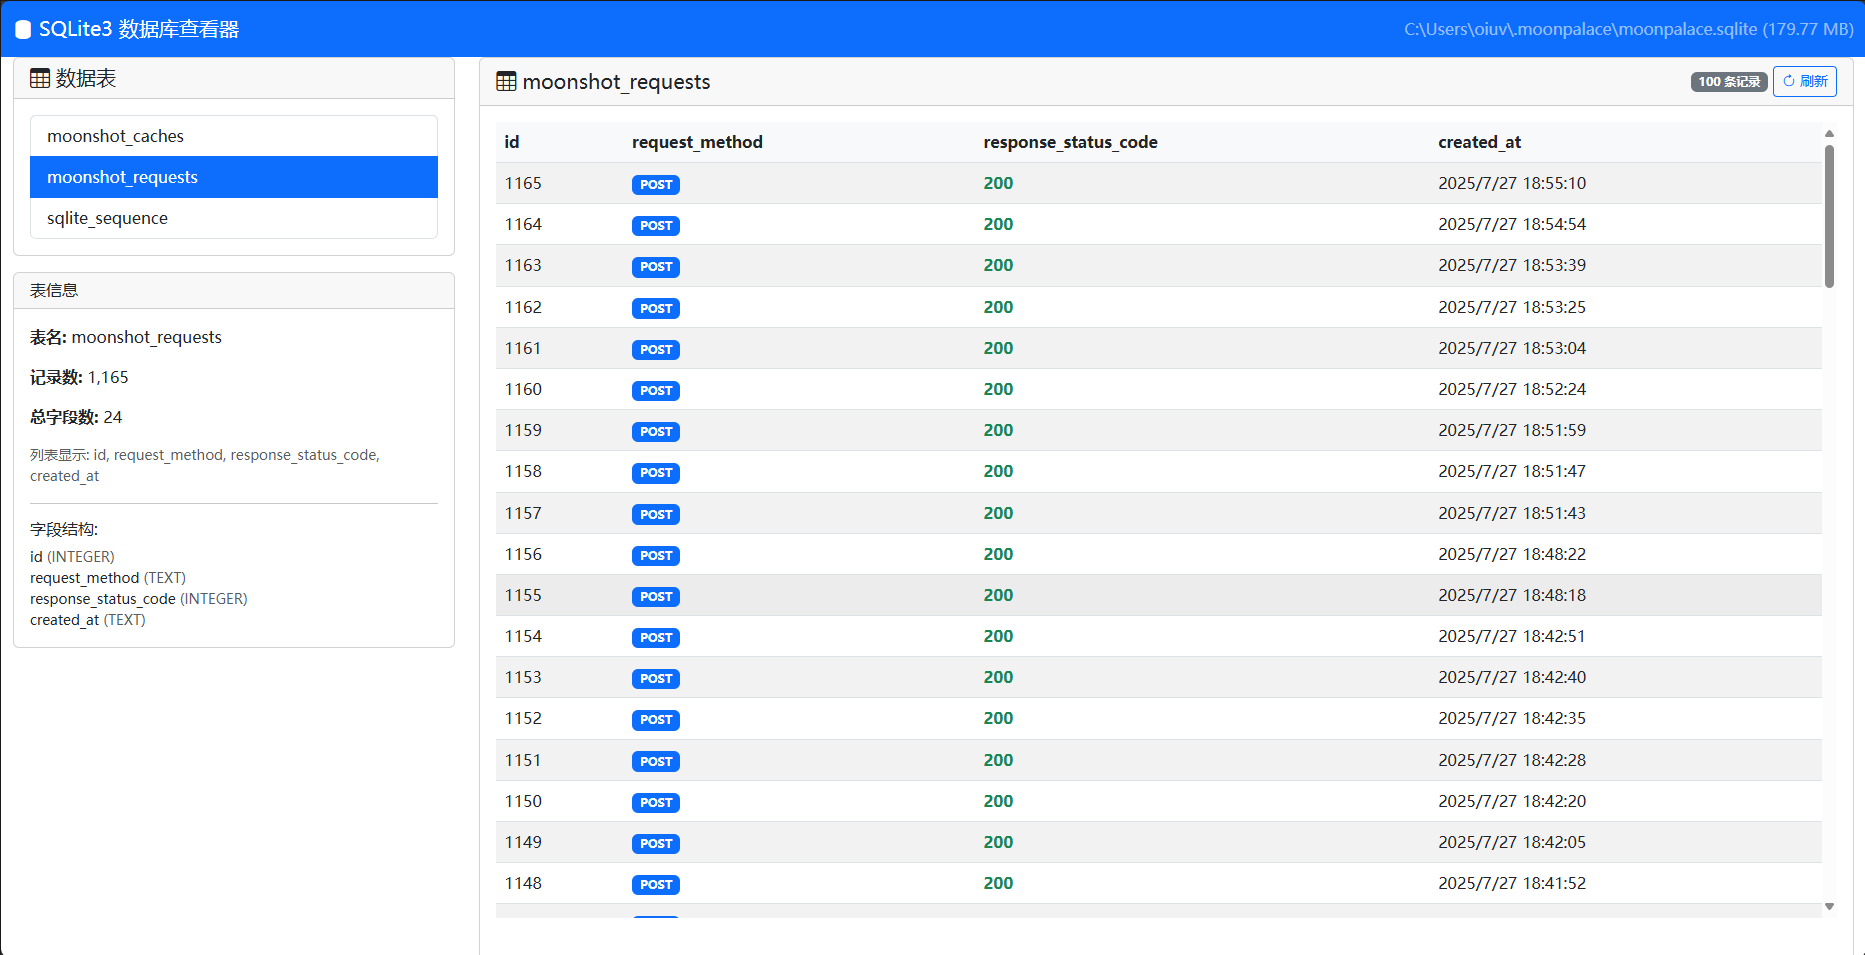 SQLite3 数据库查看器
C:\Users\oiuv\.moonpalace\moonpalace.sqlite (179.77 MB)
数据表
moonshot_caches
moonshot_requests
sqlite_sequence
表信息
表名: moonshot_requests
记录数: 1,165
总字段数: 24
列表显示: id, request_method, response_status_code,
created_at
字段结构:
id (INTEGER)
request_method (TEXT)
response_status_code (INTEGER)
created_at (TEXT)
moonshot_requests
100 条记录 刷新
id request_method response_status_code created_at
1165 POST 200 2025/7/27 18:55:10
1164 POST 200 2025/7/27 18:54:54
1163 POST 200 2025/7/27 18:53:39
1162 POST 200 2025/7/27 18:53:25
1161 POST 200 2025/7/27 18:53:04
1160 POST 200 2025/7/27 18:52:24
1159 POST 200 2025/7/27 18:51:59
1158 POST 200 2025/7/27 18:51:47
1157 POST 200 2025/7/27 18:51:43
1156 POST 200 2025/7/27 18:48:22
1155 POST 200 2025/7/27 18:48:18
1154 POST 200 2025/7/27 18:42:51
1153 POST 200 2025/7/27 18:42:40
1152 POST 200 2025/7/27 18:42:35
1151 POST 200 2025/7/27 18:42:28
1150 POST 200 2025/7/27 18:42:20
1149 POST 200 2025/7/27 18:42:05
1148 POST 200 2025/7/27 18:41:52